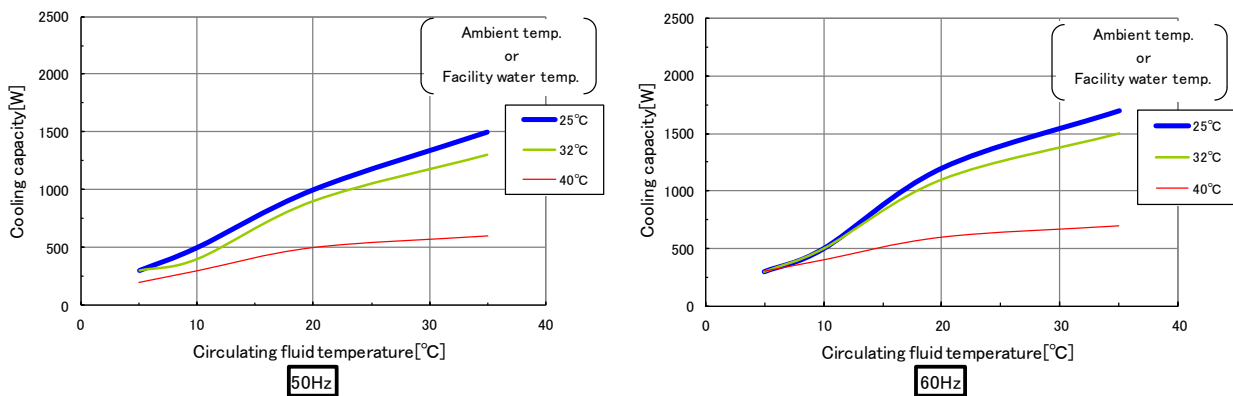 2500
2000
1500
1000
500
0
Cooling capacity[W]
Ambient temp.
or
Facility water temp.
25℃
32℃
40℃
0
10
20
30
40
Circulating fluid temperature[℃]
50Hz
2500
2000
1500
1000
500
0
Cooling capacity[W]
Ambient temp.
or
Facility water temp.
25℃
32℃
40℃
0
10
20
30
40
Circulating fluid temperature[℃]
60Hz